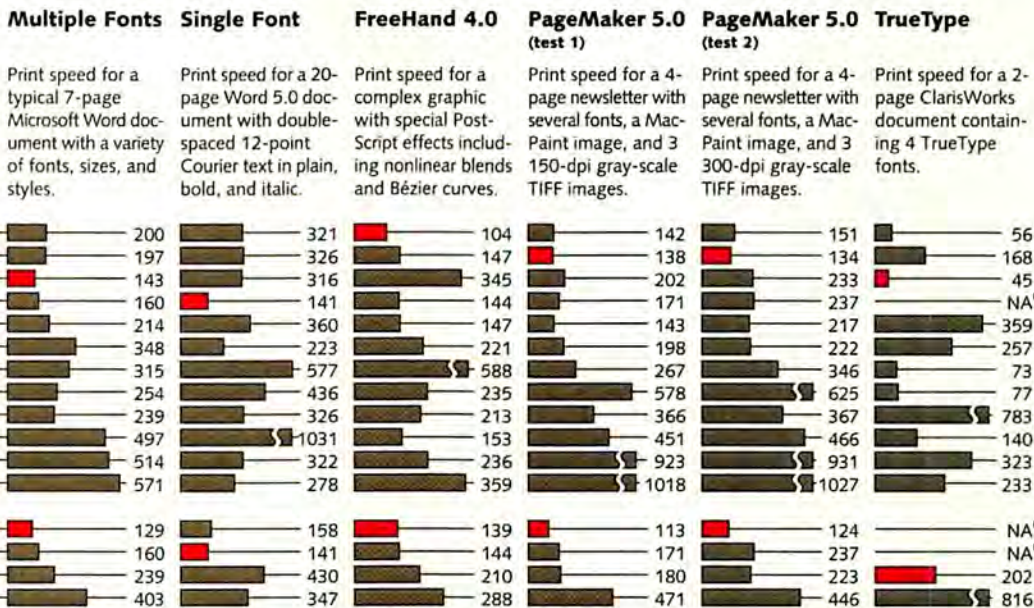 Multiple Fonts Single Font FreeHand 4.0 PageMaker 5.0 PageMaker 5.0 TrueType
(test 1) (test 2)
Print speed for a
typical 7-page
Microsoft Word doc-
ument with a variety
of fonts, sizes, and
styles.
Print speed for a 20-
page Word 5.0 doc-
ument with double-
spaced 12-point
Courier text in plain,
bold, and italic.
Print speed for a
complex graphic
with special Post-
Script effects includ-
ing nonlinear blends
and Bézier curves.
Print speed for a 4-
page newsletter with
several fonts, a Mac-
Paint image, and 3
150-dpi gray-scale
TIFF images.
Print speed for a 4-
page newsletter with
several fonts, a Mac-
Paint image, and 3
300-dpi gray-scale
TIFF images.
Print speed for a 2-
page ClarisWorks
document contain-
ing 4 TrueType
fonts.
200 321 104 142 151 56
197 326 147 138 134 168
143 316 345 202 233 45
160 141 144 171 237 NA
214 360 147 143 217 359
348 223 221 198 222 257
315 577 588 267 346 73
254 436 235 578 625 77
239 326 213 366 367 783
497 1031 153 451 466 140
514 322 236 923 931 323
571 278 359 1018 1027 233
129 158 139 113 124 NA
160 141 144 171 237 NA
239 430 210 180 223 202
403 347 288 471 446 816